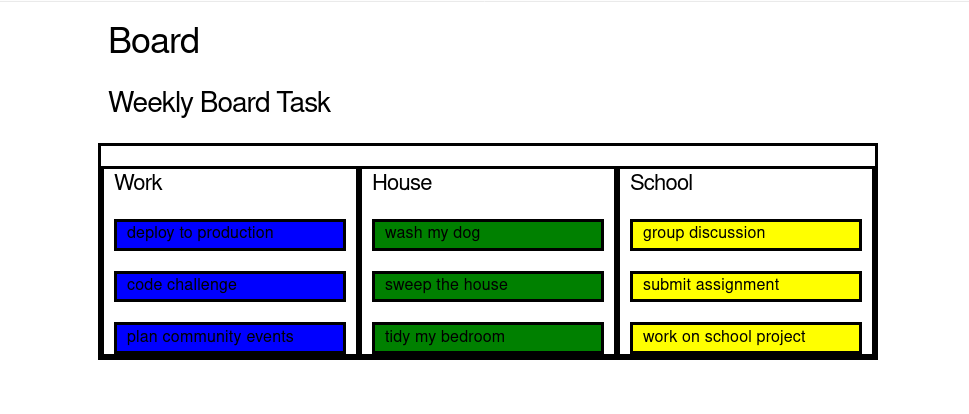 Board
Weekly Board Task
Work
deploy to production
code challenge
plan community events
House
wash my dog
sweep the house
tidy my bedroom
School
group discussion
submit assignment
work on school project